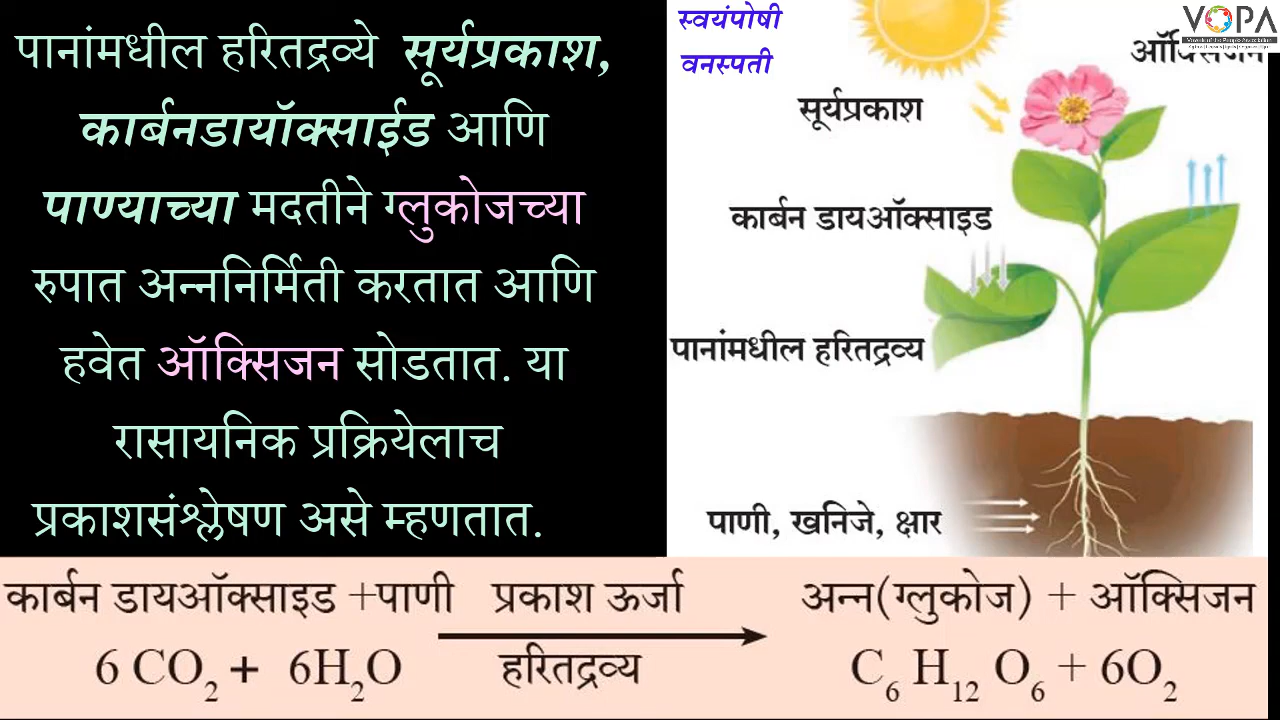 पानांमधील हरितद्रव्ये सूर्यप्रकाश,
कार्बनडायॉक्साईड आणि
पाण्याच्या मदतीने ग्लुकोजच्या
रुपात अन्ननिर्मिती करतात आणि
हवेत ऑक्सिजन सोडतात. या
रासायनिक प्रक्रियेलाच
प्रकाशसंश्लेषण असे म्हणतात.
स्वयंपोषी
वनस्पती
VOPA
ऑक्सिजन
सूर्यप्रकाश
कार्बन डायऑक्साइड
पानांमधील हरितद्रव्य
पाणी, खनिजे, क्षार
कार्बन डायऑक्साइड +पाणी प्रकाश ऊर्जा अन्न(ग्लुकोज) + ऑक्सिजन
6 CO2 + 6H2O हरितद्रव्य C6 H12 O6 + 6O2